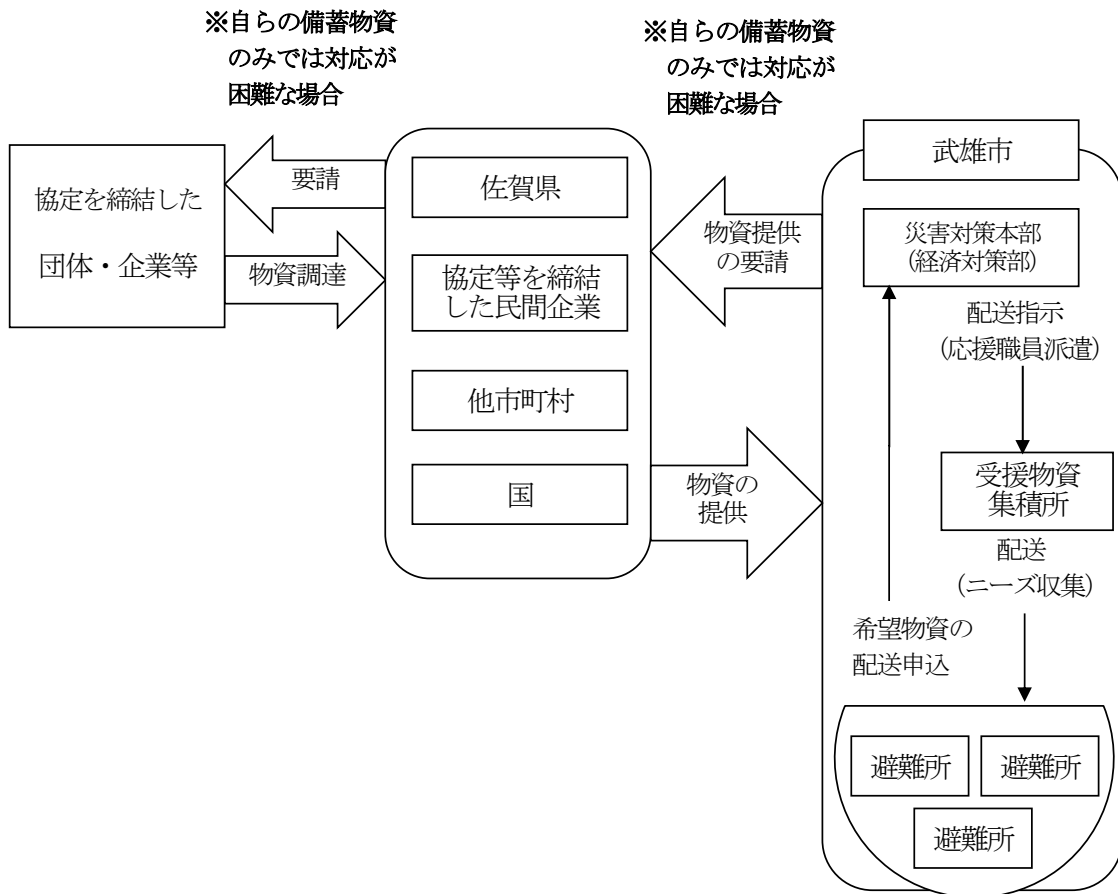 ※自らの備蓄物資
のみでは対応が
困難な場合
※自らの備蓄物資
のみでは対応が
困難な場合
協定を締結した
団体・企業等
要請
物資調達
佐賀県
協定等を締結
した民間企業
他市町村
国
物資提供
の要請
物資の
提供
武雄市
災害対策本部
(経済対策部)
配送指示
(応援職員派遣)
受援物資
集積所
配送
(ニーズ収集)
希望物資の
配送申込
避難所
避難所
避難所